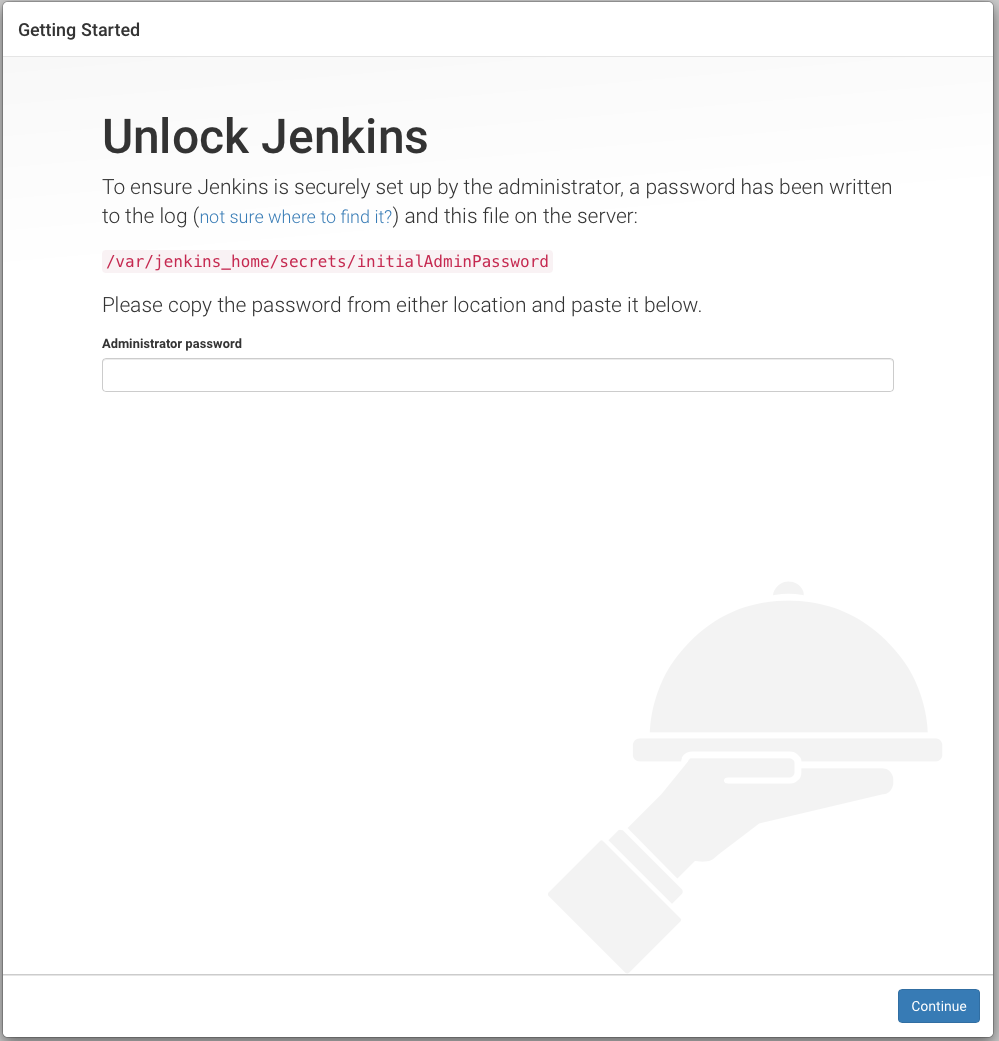 Getting Started
Unlock Jenkins
To ensure Jenkins is securely set up by the administrator, a password has been written
to the log (not sure where to find it?) and this file on the server:
/var/jenkins_home/secrets/initialAdminPassword
Please copy the password from either location and paste it below.
Administrator password
Continue